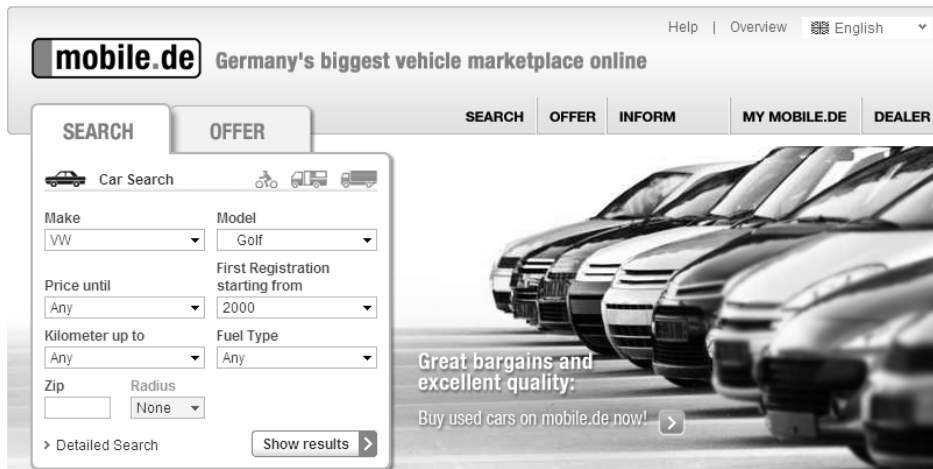 Help | Overview English
mobile.de Germany's biggest vehicle marketplace online
SEARCH OFFER INFORM MY MOBILE.DE DEALER
SEARCH OFFER
Car Search
Make Model
VW Golf
First Registration
Price until starting from
Any 2000
Kilometer up to Fuel Type
Any Any
Zip Radius
None
Detailed Search Show results
Great bargains and
excellent quality:
Buy used cars on mobile.de now!